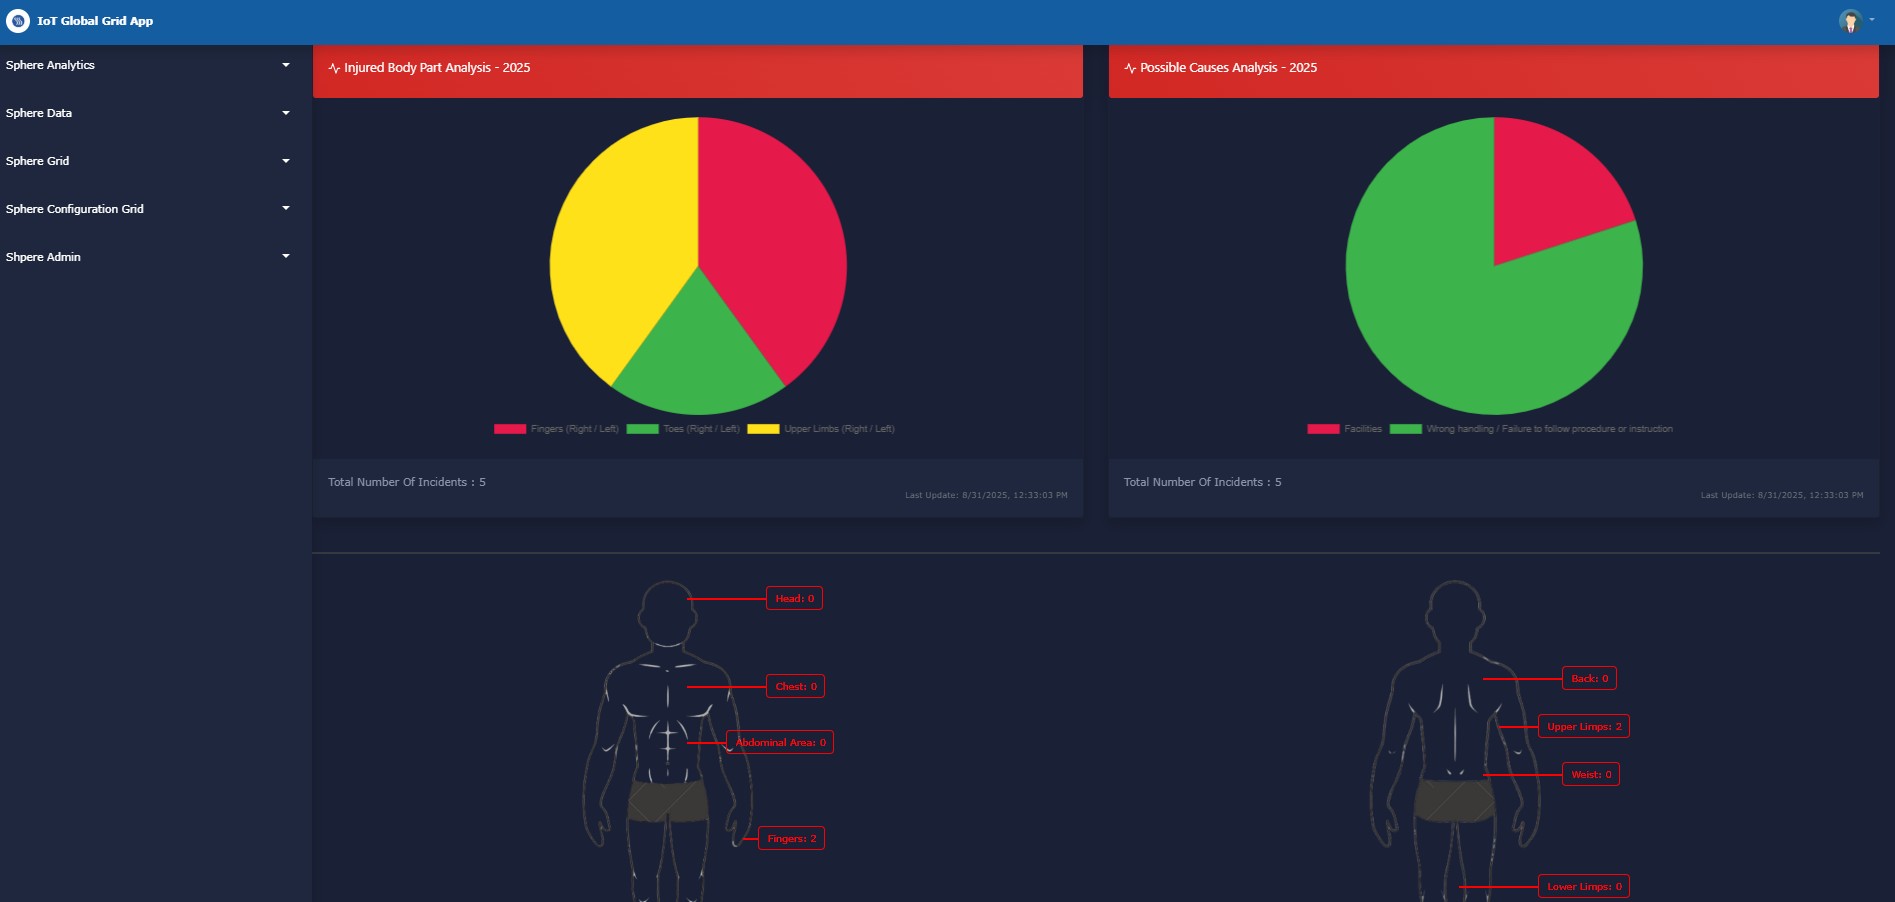 IoT Global Grid App
Sphere Analytics
Sphere Data
Sphere Grid
Sphere Configuration Grid
Shpere Admin
Injured Body Part Analysis - 2025
Fingers (Right / Left) Toes (Right / Left) Upper Limbs (Right / Left)
Total Number Of Incidents : 5
Last Update: 8/31/2025, 12:33:03 PM
Possible Causes Analysis - 2025
Facilities Wrong handling / Failure to follow procedure or instruction
Total Number Of Incidents : 5
Last Update: 8/31/2025, 12:33:03 PM
Head: 0
Chest: 0
Abdominal Area: 0
Fingers: 2
Back: 0
Upper Limps: 2
Weist: 0
Lower Limps: 0